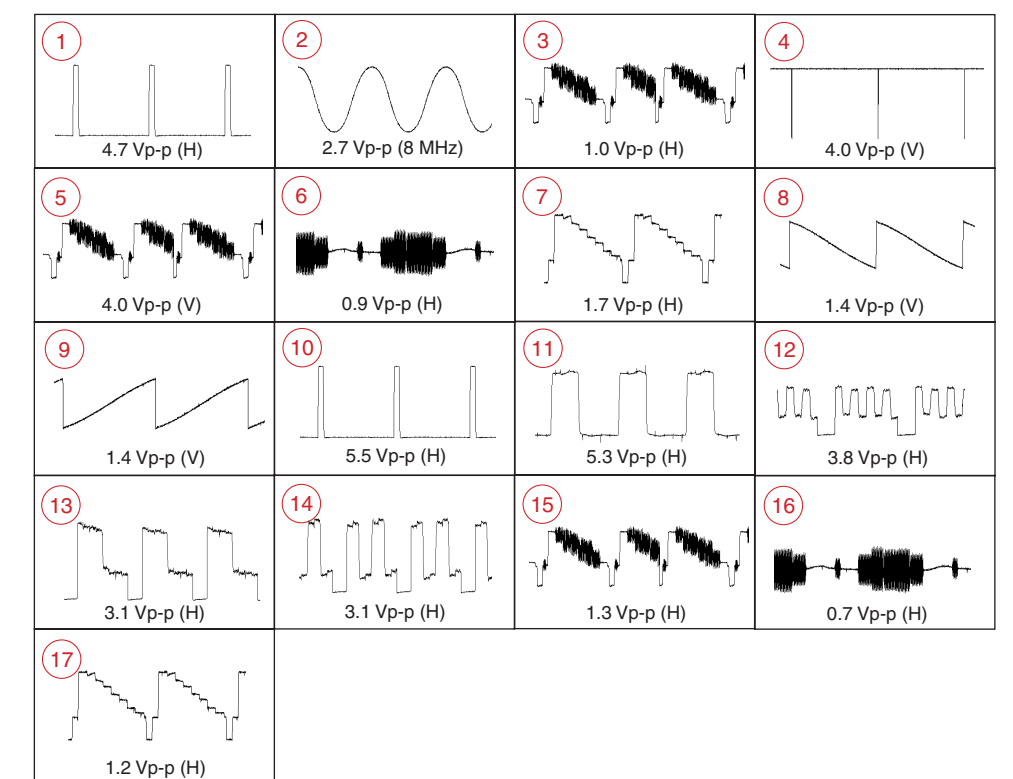 1
4.7 Vp-p (H)
2
2.7 Vp-p (8 MHz)
3
1.0 Vp-p (H)
4
4.0 Vp-p (V)
5
4.0 Vp-p (V)
6
0.9 Vp-p (H)
7
1.7 Vp-p (H)
8
1.4 Vp-p (V)
9
1.4 Vp-p (V)
10
5.5 Vp-p (H)
11
5.3 Vp-p (H)
12
3.8 Vp-p (H)
13
3.1 Vp-p (H)
14
3.1 Vp-p (H)
15
1.3 Vp-p (H)
16
0.7 Vp-p (H)
17
1.2 Vp-p (H)